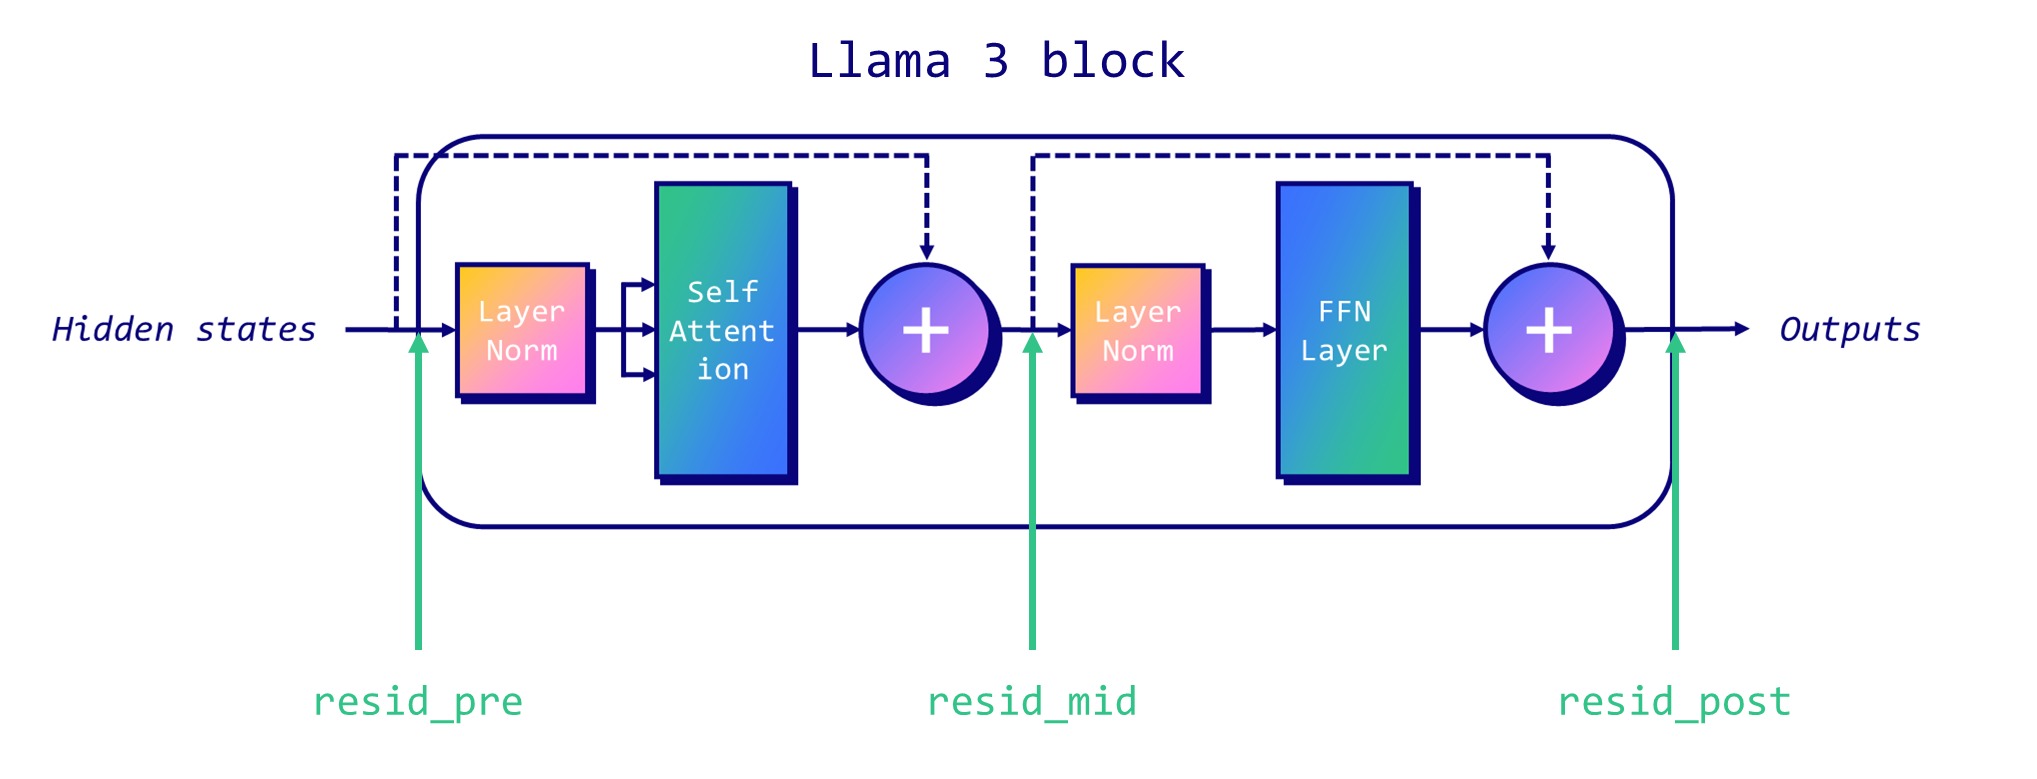 Llama 3 block
Hidden states
Layer
Norm
Self
Attent
ion
+
Layer
Norm
FFN
Layer
+
Outputs
resid_pre
resid_mid
resid_post